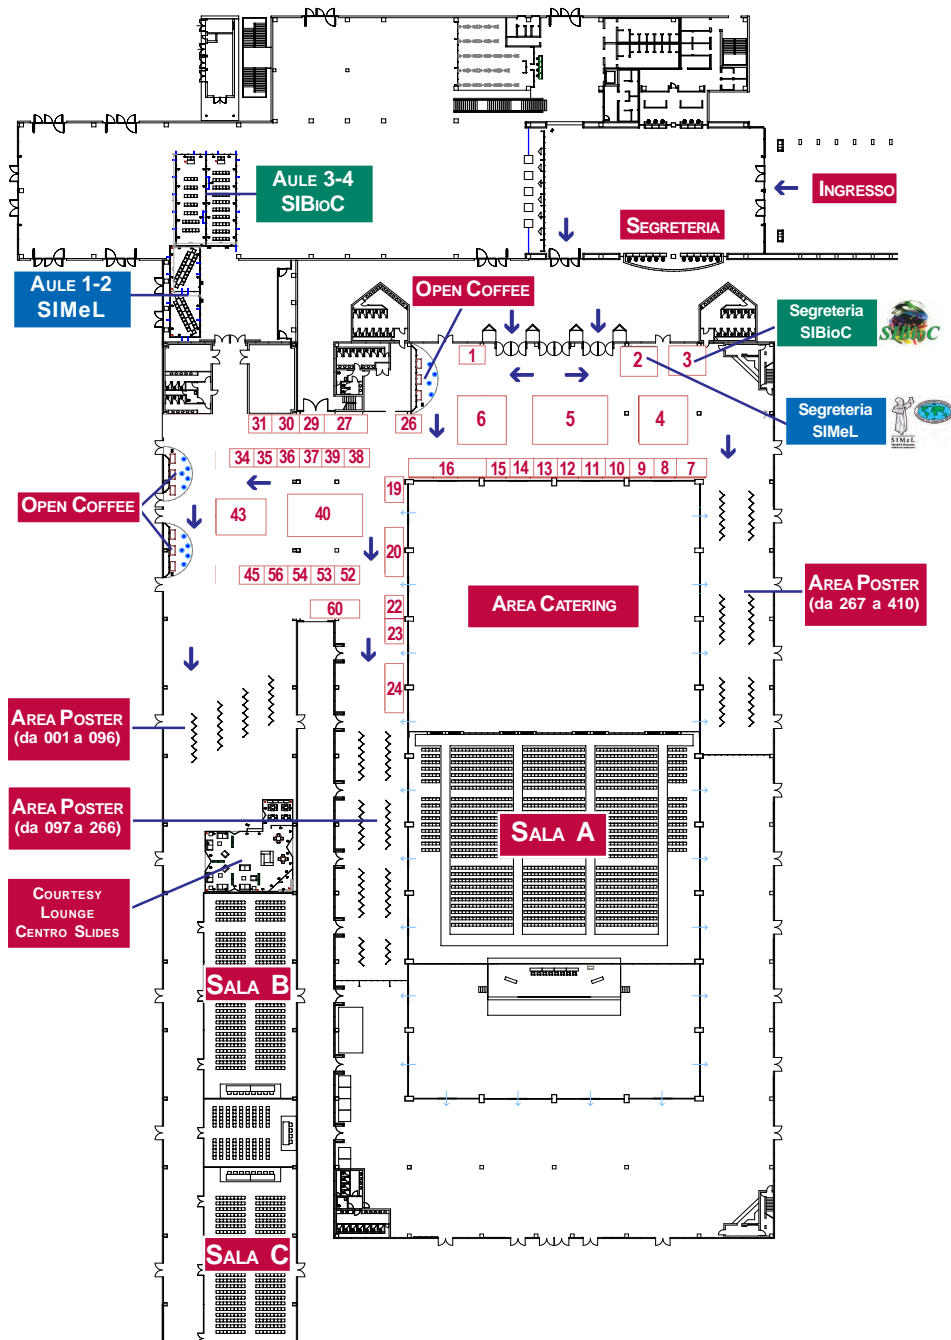 AULE 3-4
SIBIOC
INGRESSO
SEGRETERIA
AULE 1-2
SIMeL
OPEN COFFEE
Segreteria
SIBioC
SIBioC
1
2
3
Segreteria
SIMeL
SIMeL
6
5
4
31
30
29
27
26
34
35
36
37
39
38
16
15
14
13
12
11
10
9
8
7
19
OPEN COFFEE
43
40
20
45
56
54
53
52
AREA POSTER
(da 267 a 410)
AREA CATERING
60
22
23
24
AREA POSTER
(da 001 a 096)
AREA POSTER
(da 097 a 266)
SALA A
COURTESY
LOUNGE
CENTRO SLIDES
SALA B
SALA C